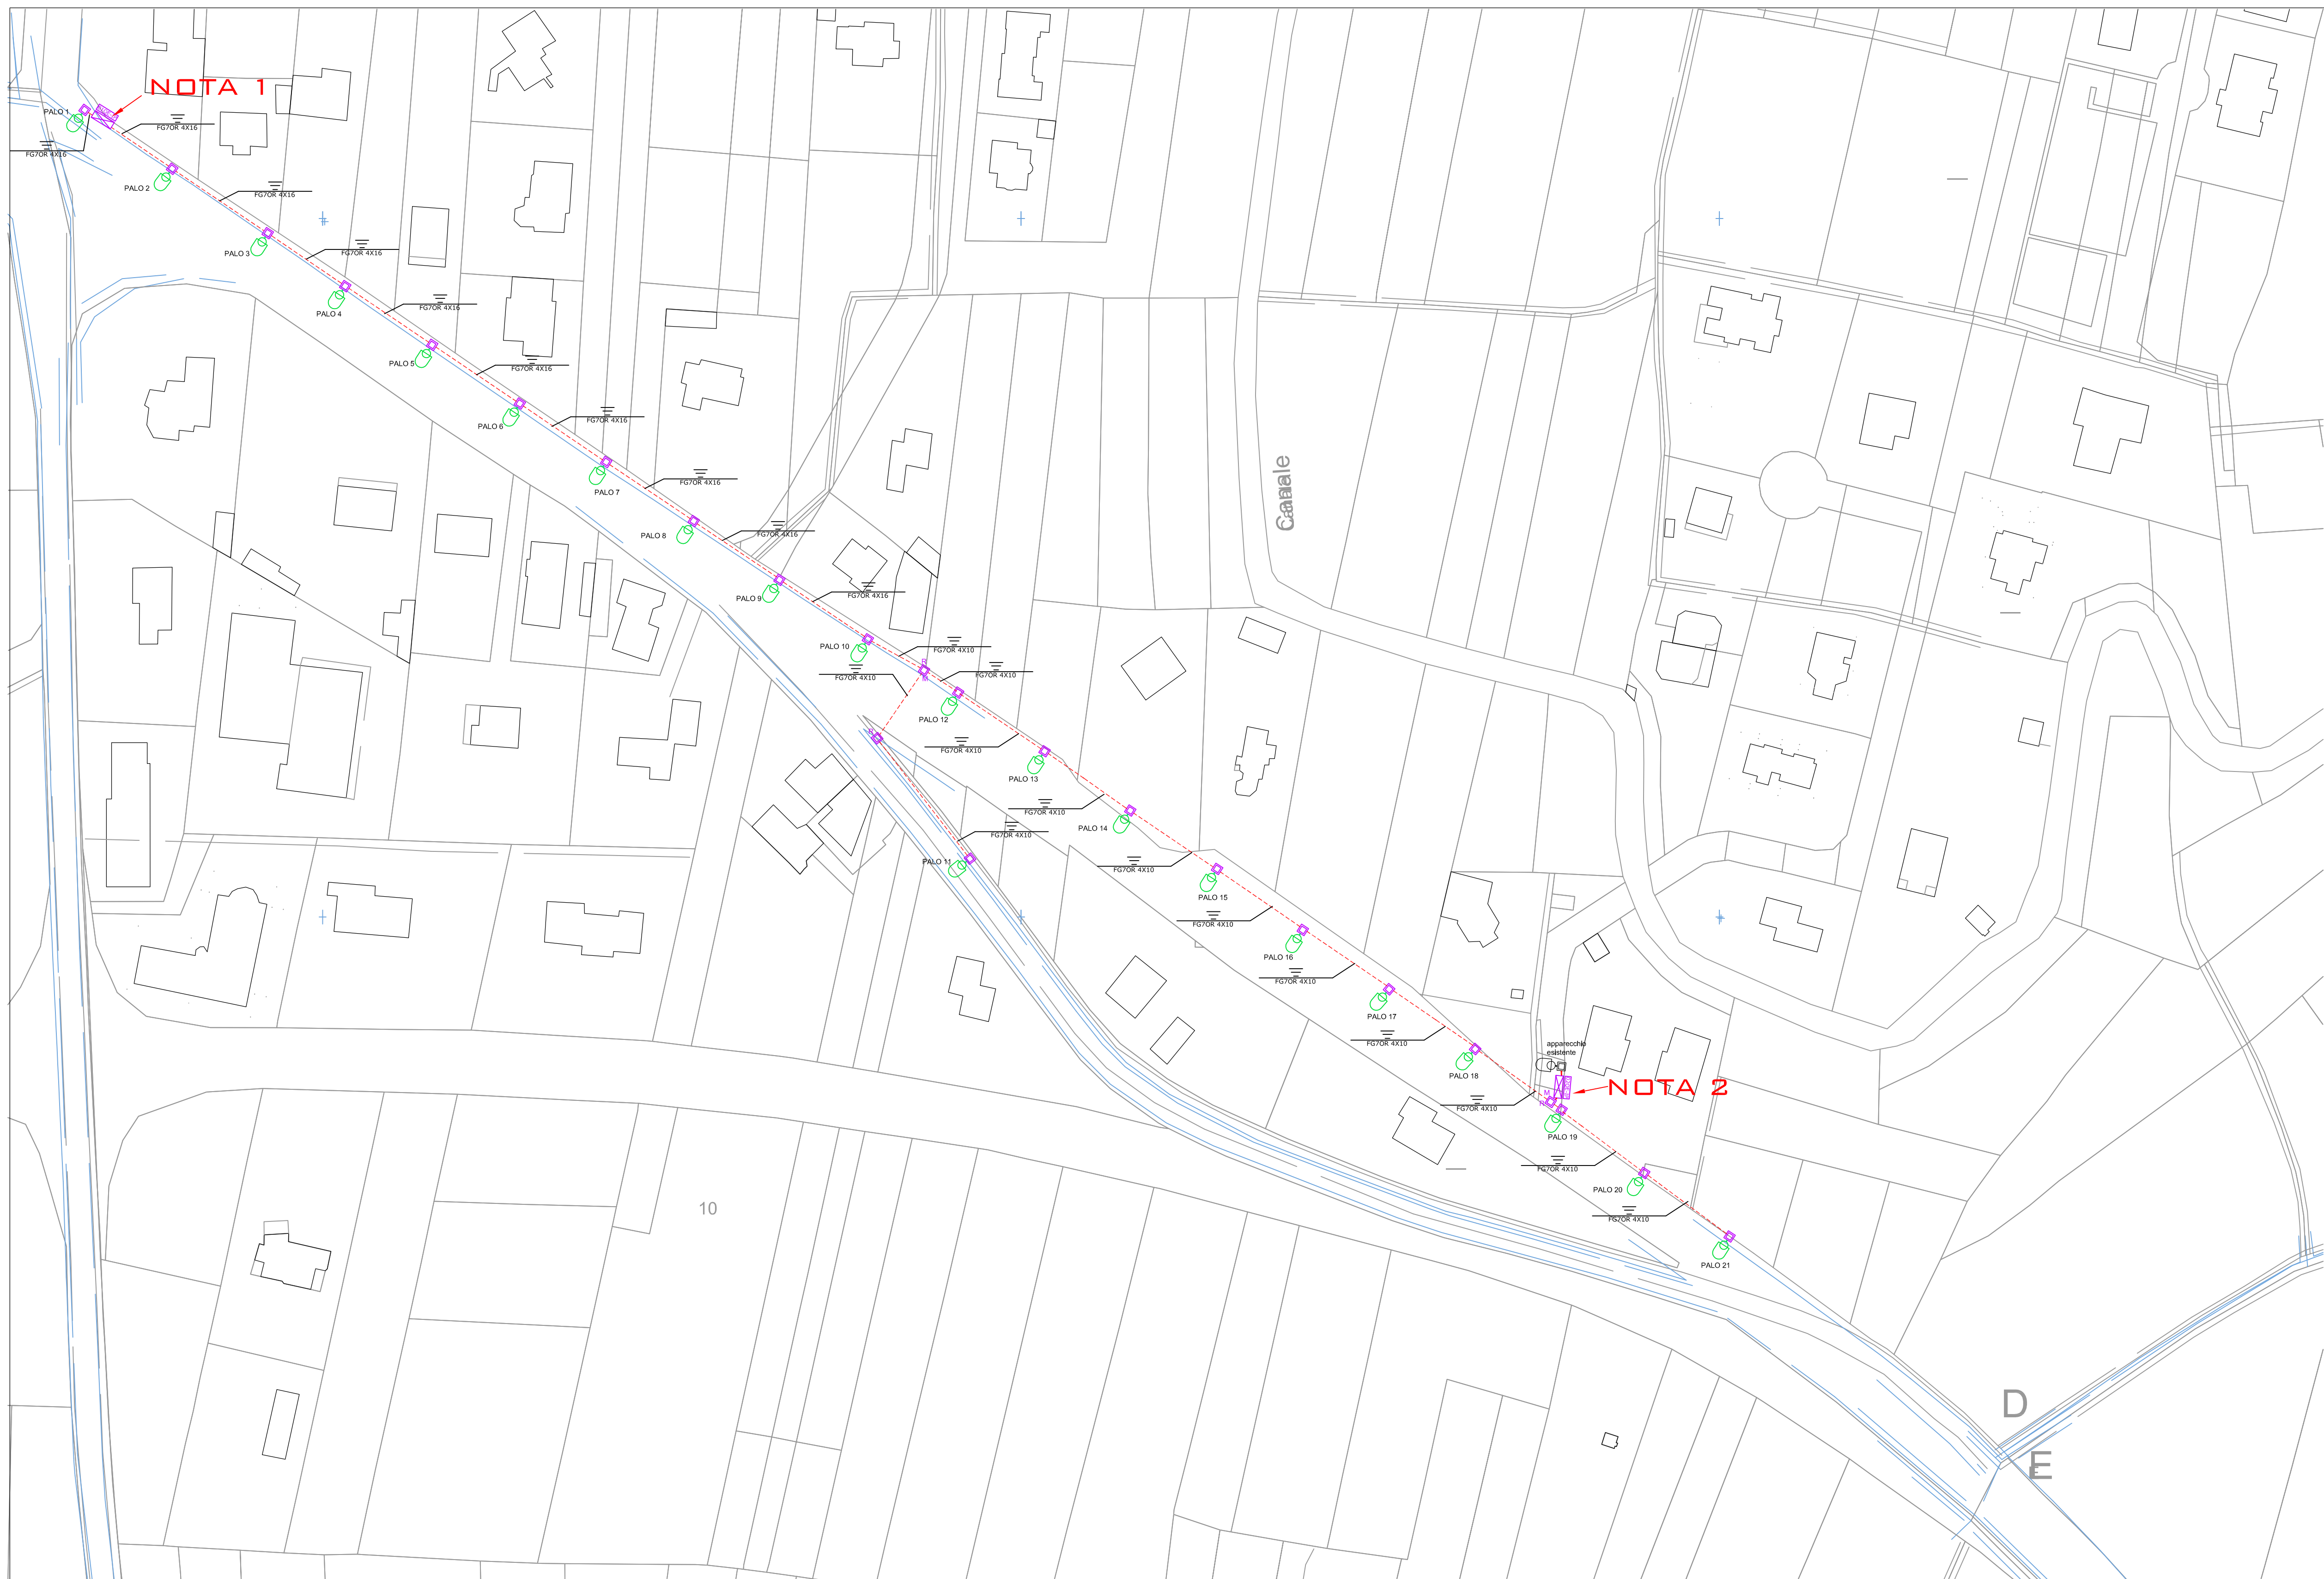 NOTA 1
PALO 1
FG7OR 4X16
FG7OR 4X16
PALO 2
FG7OR 4X16
PALO 3
FG7OR 4X16
PALO 4
FG7OR 4X16
PALO 5
FG7OR 4X16
PALO 6
FG7OR 4X16
PALO 7
FG7OR 4X16
Canale
PALO 8
FG7OR 4X16
PALO 9
FG7OR 4X16
PALO 10
FG7OR 4X10
FG7OR 4X10
FG7OR 4X10
PALO 12
FG7OR 4X10
PALO 13
FG7OR 4X10
PALO 14
FG7OR 4X10
PALO 11
FG7OR 4X10
PALO 15
FG7OR 4X10
PALO 16
FG7OR 4X10
PALO 17
FG7OR 4X10
apparecchio
esistente
PALO 18
NOTA 2
M
FG7OR 4X10
PALO 19
FG7OR 4X10
PALO 20
10
FG7OR 4X10
PALO 21
D
E